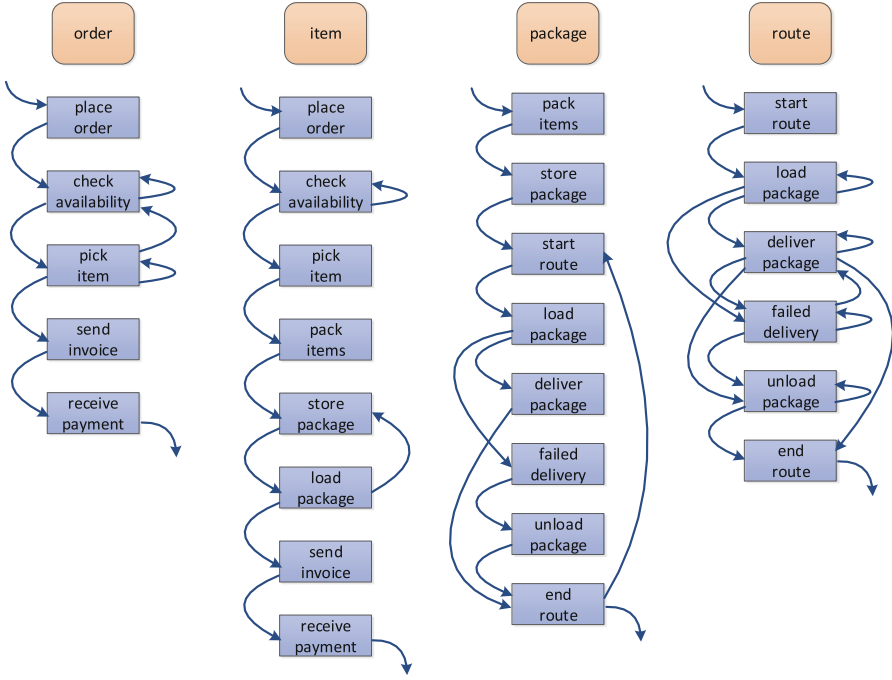 order
item
package
route
place
order
check
availability
pick
item
send
invoice
receive
payment
place
order
check
availability
pick
item
pack
items
store
package
load
package
send
invoice
receive
payment
pack
items
store
package
start
route
load
package
deliver
package
failed
delivery
unload
package
end
route
start
route
load
package
deliver
package
failed
delivery
unload
package
end
route